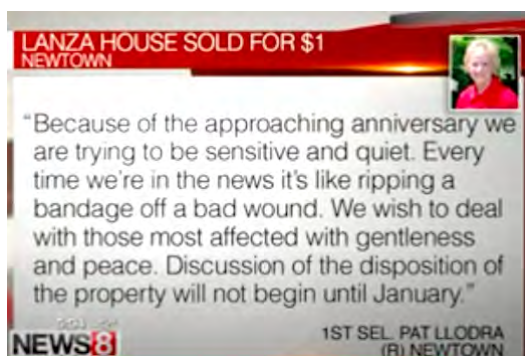 LANZA HOUSE SOLD FOR $1
NEWTOWN
“Because of the approaching anniversary we
are trying to be sensitive and quiet. Every
time we're in the news it's like ripping a
bandage off a bad wound. We wish to deal
with those most affected with gentleness
and peace. Discussion of the disposition of
the property will not begin until January.”
NEWS8
1ST SEL. PAT LLODRA
(R) NEWTOWN